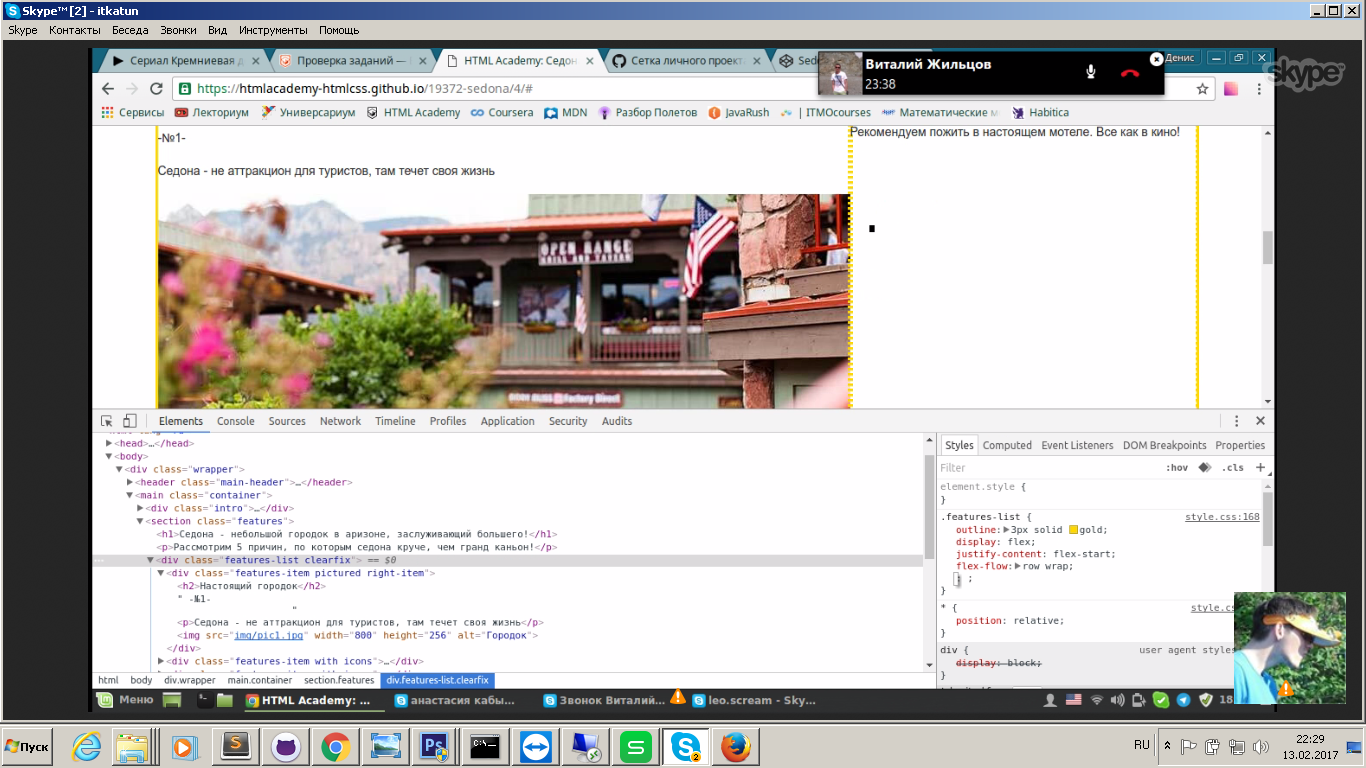 Skype™ [2] - itkatun
Skype Контакты Беседа Звонки Вид Инструменты Помощь
Сериал Кремниевая д
Проверка заданий —
HTML Academy: Седон
Сетка личного проект
Sed
Денис
Виталий Жильцов
23:38
skype
https://htmlacademy-htmlcss.github.io/19372-sedona/4/#
Сервисы Лекториум Универсариум HTML Academy Coursera MDN Разбор Полетов JavaRush | ITMOcourses Математические м Habitica
-№1-
Рекомендуем пожить в настоящем мотеле. Все как в кино!
Седона - не аттракцион для туристов, там течет своя жизнь
OPEN RANGE
GRILL AND TAVERN
Elements Console Sources Network Timeline Profiles Application Security Audits
<head>…</head>
<body>
<div class="wrapper">
<header class="main-header">…</header>
<main class="container">
<div class="intro">…</div>
<section class="features">
<h1>Седона - небольшой городок в аризоне, заслуживающий большего!</h1>
<p>Рассмотрим 5 причин, по которым седона круче, чем гранд каньон!</p>
<div class="features-list clearfix"> == $0
<div class="features-item pictured right-item">
<h2>Настоящий городок</h2>
" -№1-
"
<p>Седона - не аттракцион для туристов, там течет своя жизнь</p>
<img src="img/pic1.jpg" width="800" height="256" alt="Городок">
</div>
<div class="features-item with icons">…</div>
html body div.wrapper main.container section.features div.features-list.clearfix
Styles Computed Event Listeners DOM Breakpoints Properties
Filter :hov .cls +
element.style {
}
.features-list { style.css:168
outline: 3px solid gold;
display: flex;
justify-content: flex-start;
flex-flow: row wrap;
: ;
}
* { style.cs
position: relative;
}
div { user agent styles
display: block;
}
Меню
HTML Academy: ...
анастасия кабы...
Звонок Виталий...
leo.scream - Sky...
18
Пуск
RU
22:29
13.02.2017